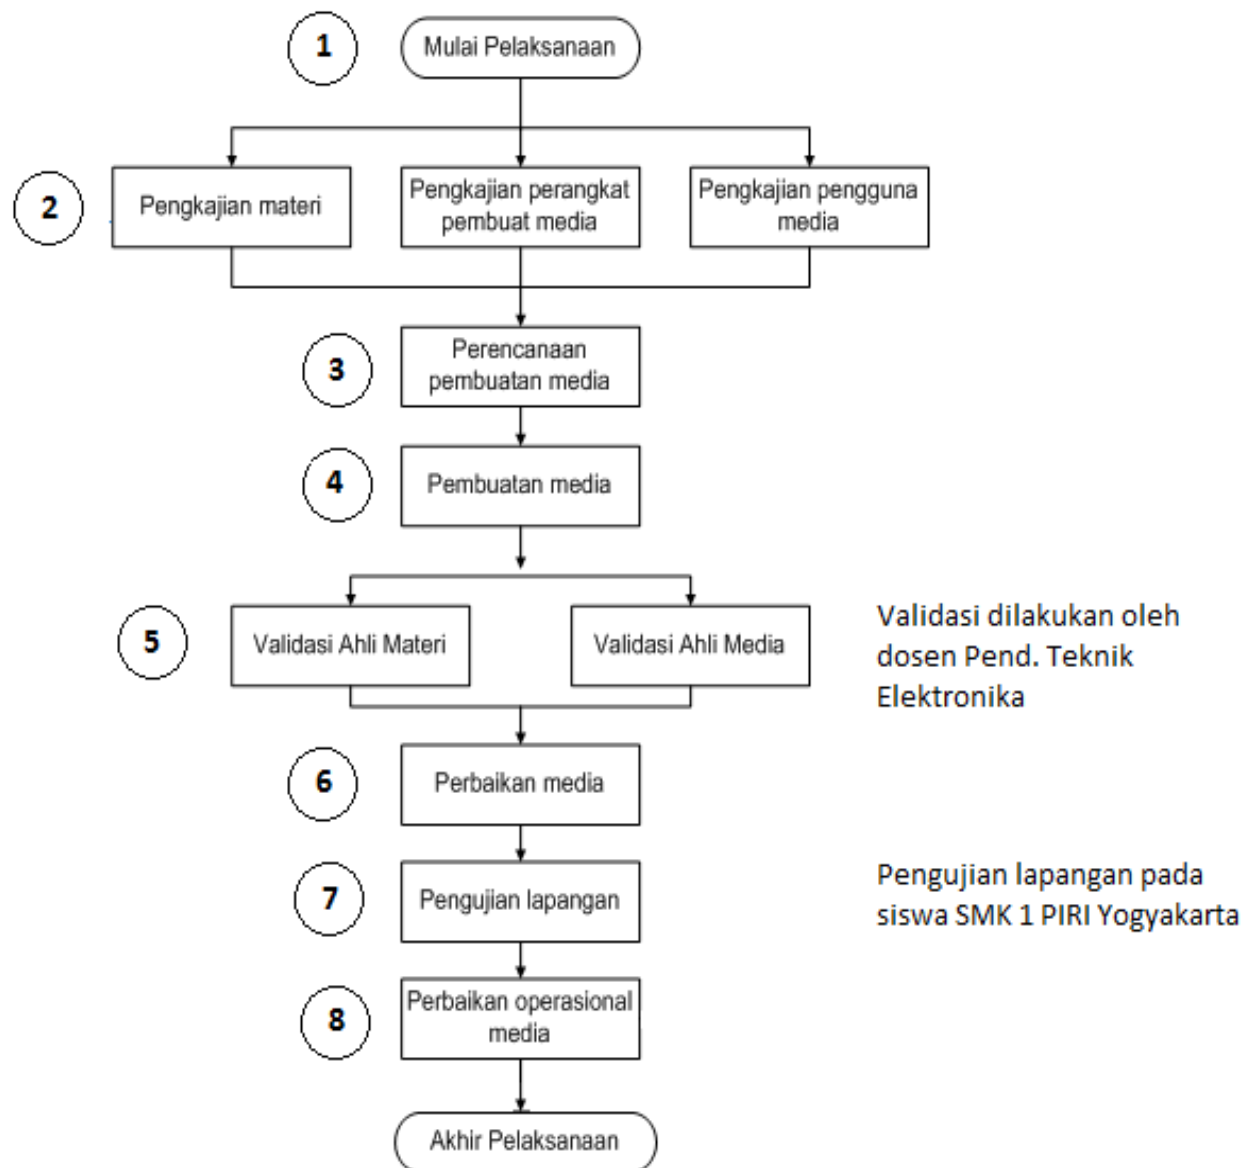 1
Mulai Pelaksanaan
2
Pengkajian materi
Pengkajian perangkat
pembuat media
Pengkajian pengguna
media
3
Perencanaan
pembuatan media
4
Pembuatan media
5
Validasi Ahli Materi
Validasi Ahli Media
Validasi dilakukan oleh
dosen Pend. Teknik
Elektronika
6
Perbaikan media
7
Pengujian lapangan
Pengujian lapangan pada
siswa SMK 1 PIRI Yogyakarta
8
Perbaikan operasional
media
Akhir Pelaksanaan